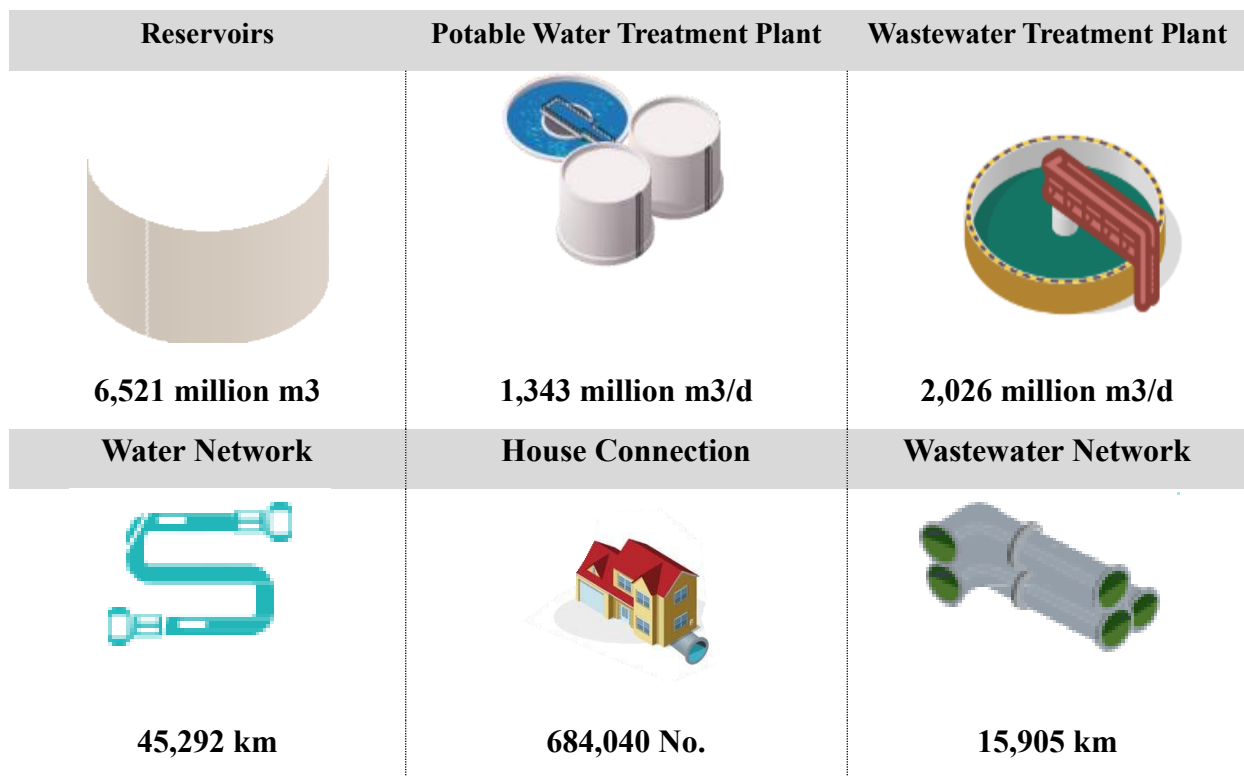 Reservoirs
Potable Water Treatment Plant
Wastewater Treatment Plant
6,521 million m3
1,343 million m3/d
2,026 million m3/d
Water Network
House Connection
Wastewater Network
45,292 km
684,040 No.
15,905 km